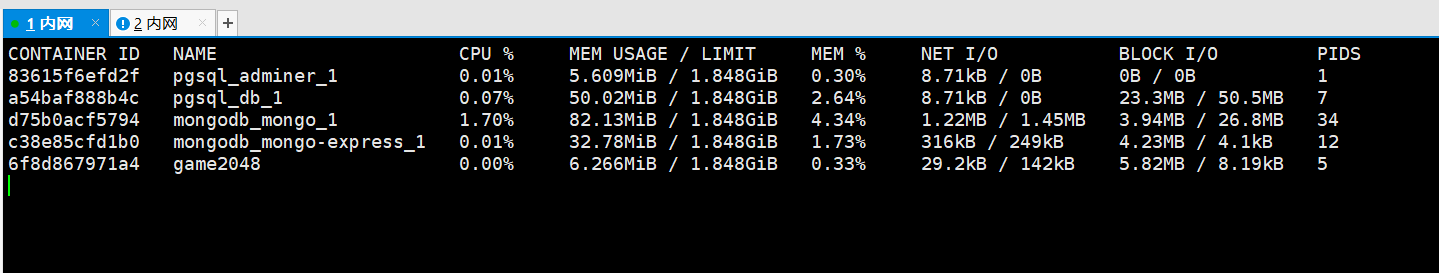 1 内网 × 2 内网 × +
CONTAINER ID NAME CPU % MEM USAGE / LIMIT MEM % NET I/O BLOCK I/O PIDS
83615f6efd2f pgsql_adminer_1 0.01% 5.609MiB / 1.848GiB 0.30% 8.71kB / 0B 0B / 0B 1
a54baf888b4c pgsql_db_1 0.07% 50.02MiB / 1.848GiB 2.64% 8.71kB / 0B 23.3MB / 50.5MB 7
d75b0acf5794 mongodb_mongo_1 1.70% 82.13MiB / 1.848GiB 4.34% 1.22MB / 1.45MB 3.94MB / 26.8MB 34
c38e85cfd1b0 mongodb_mongo-express_1 0.01% 32.78MiB / 1.848GiB 1.73% 316kB / 249kB 4.23MB / 4.1kB 12
6f8d867971a4 game2048 0.00% 6.266MiB / 1.848GiB 0.33% 29.2kB / 142kB 5.82MB / 8.19kB 5